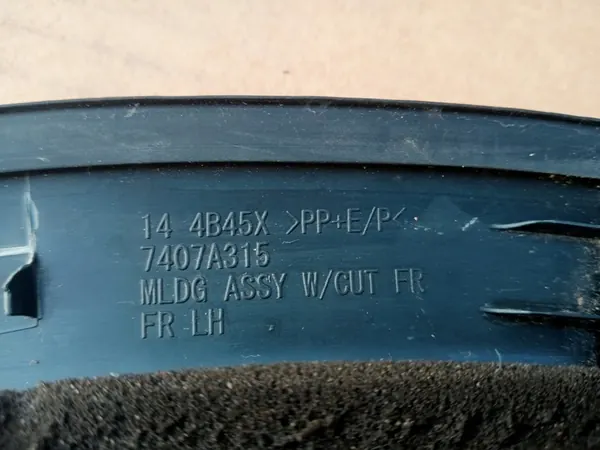 14 4B45X >PP+E/P<
7407A315
MLDG ASSY W/CUT FR
FR LH